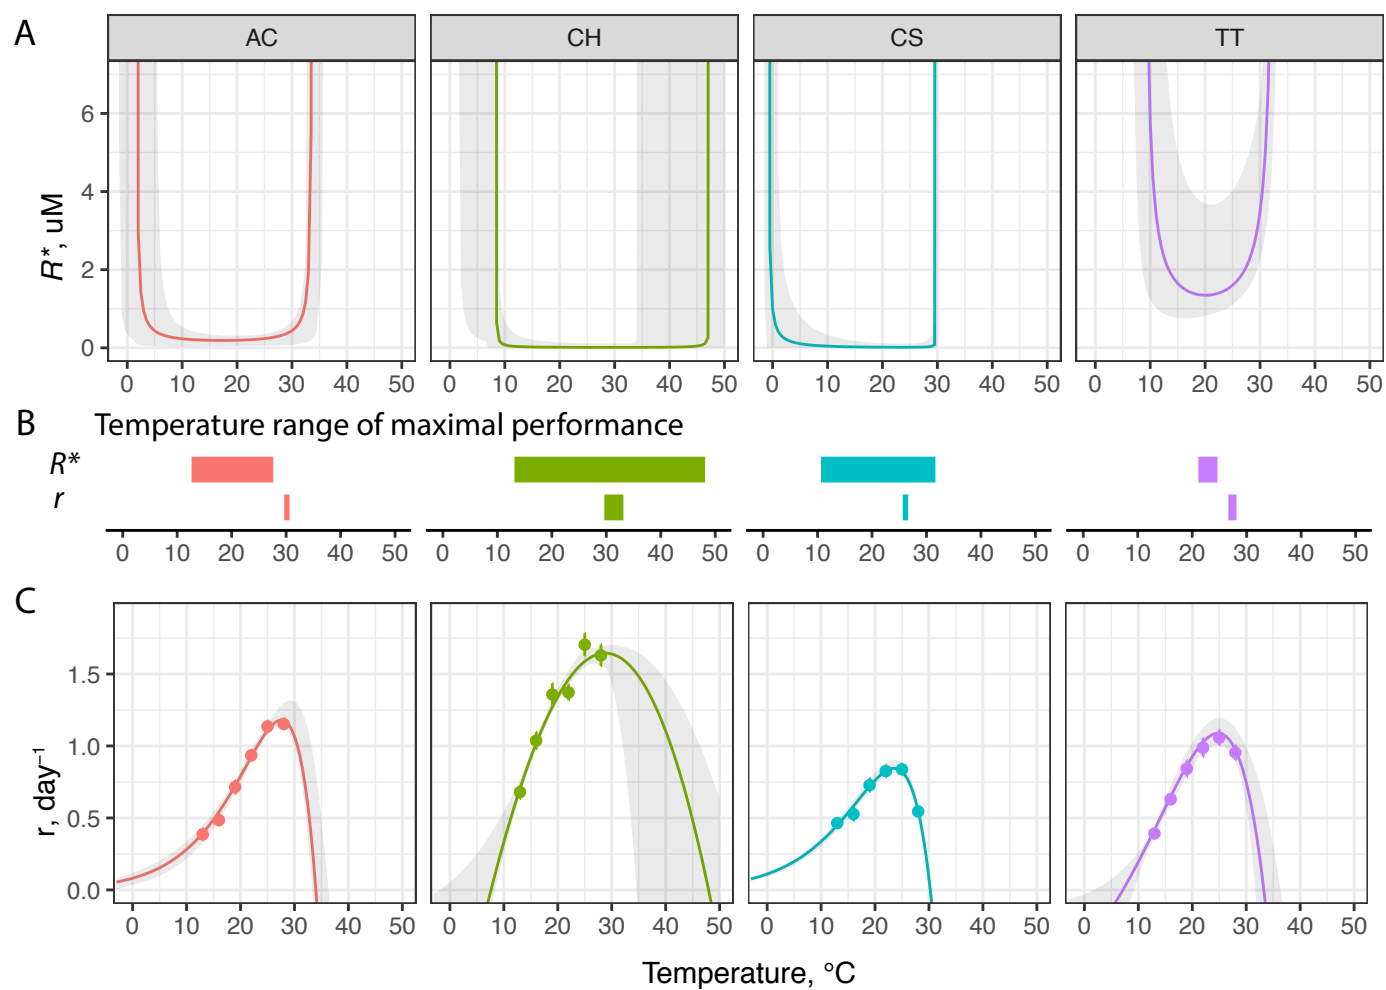 A
AC CH CS TT
R*, uM
6
4
2
0
0 10 20 30 40 50 0 10 20 30 40 50 0 10 20 30 40 50 0 10 20 30 40 50
B Temperature range of maximal performance
R*
r
0 10 20 30 40 50 0 10 20 30 40 50 0 10 20 30 40 50 0 10 20 30 40 50
C
r, day⁻¹
1.5
1.0
0.5
0.0
0 10 20 30 40 50 0 10 20 30 40 50 0 10 20 30 40 50 0 10 20 30 40 50
Temperature, °C